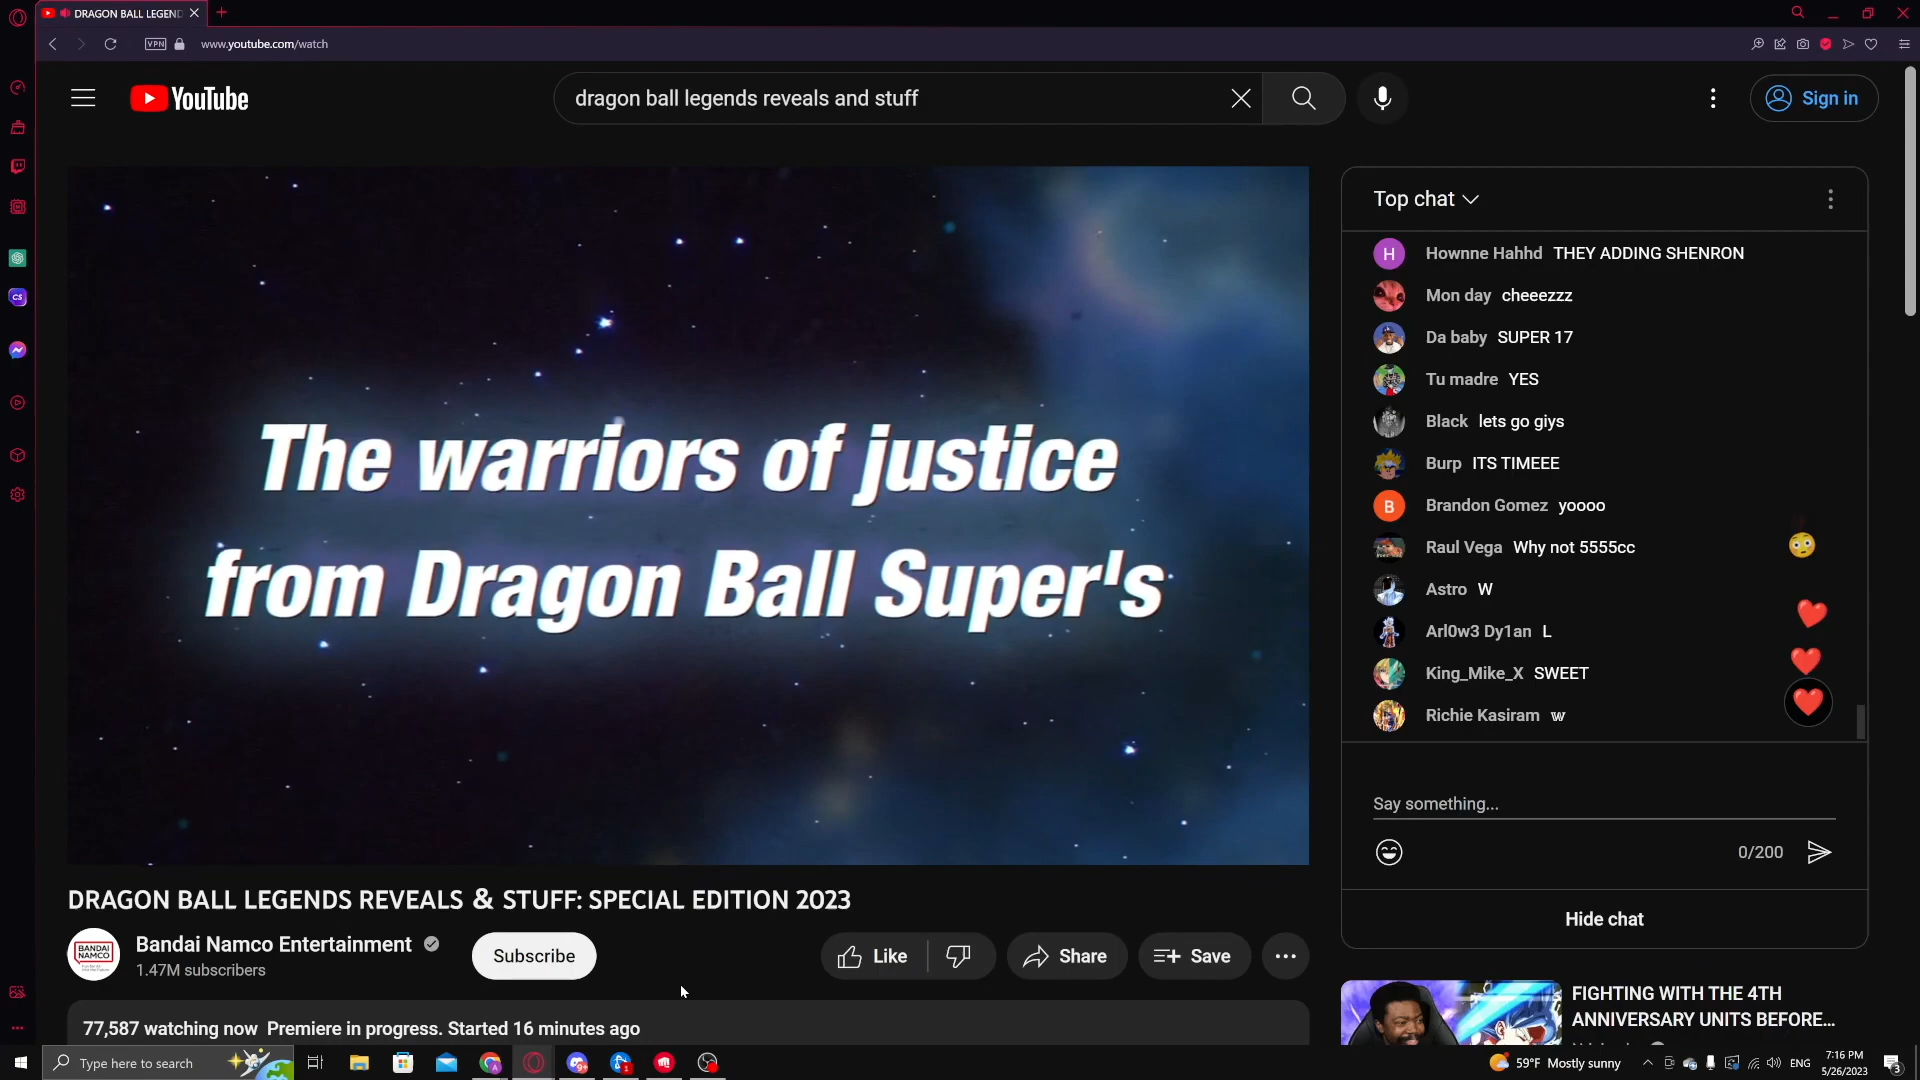 DRAGON BALL LEGEND
VPN
www.youtube.com/watch
YouTube
dragon ball legends reveals and stuff
Sign in
The warriors of justice
from Dragon Ball Super's
Top chat
H Hownne Hahhd THEY ADDING SHENRON
Mon day cheeezzz
Da baby SUPER 17
Tu madre YES
Black lets go giys
Burp ITS TIMEEE
B Brandon Gomez yoooo
Raul Vega Why not 5555cc
Astro W
Arl0w3 Dy1an L
King_Mike_X SWEET
Richie Kasiram w
Say something...
0/200
Hide chat
DRAGON BALL LEGENDS REVEALS & STUFF: SPECIAL EDITION 2023
BANDAI
NAMCO
Bandai Namco Entertainment
1.47M subscribers
Subscribe
Like
Share
Save
77,587 watching now Premiere in progress. Started 16 minutes ago
FIGHTING WITH THE 4TH
ANNIVERSARY UNITS BEFORE...
Type here to search
59°F Mostly sunny
ENG
7:16 PM
5/26/2023
3